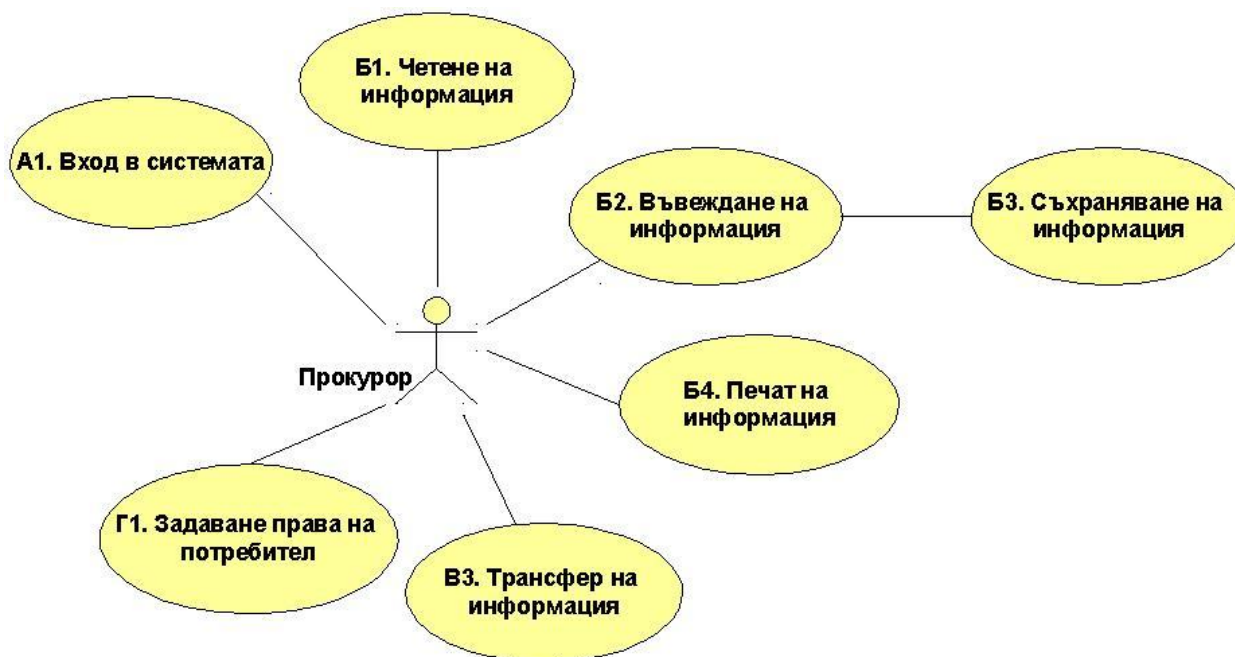 Б1. Четене на
информация
А1. Вход в системата
Б2. Въвеждане на
информация
Б3. Съхраняване на
информация
Прокурор
Б4. Печат на
информация
Г1. Задаване права на
потребител
В3. Трансфер на
информация